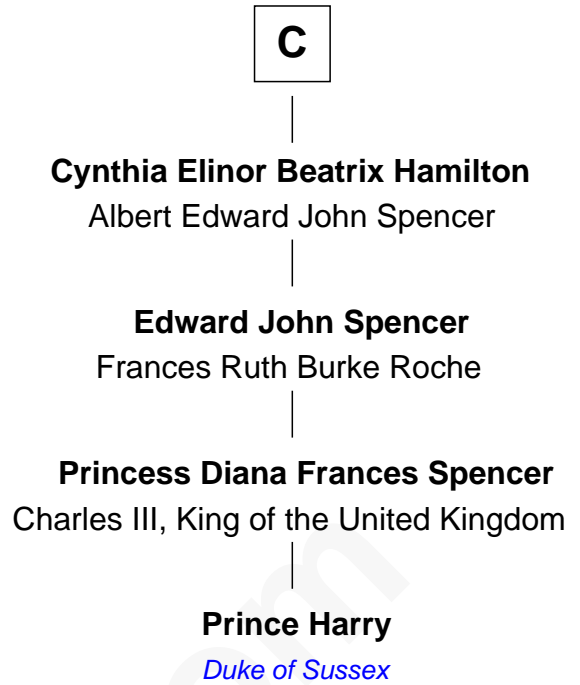 C
Cynthia Elinor Beatrix Hamilton
Albert Edward John Spencer
Edward John Spencer
Frances Ruth Burke Roche
Princess Diana Frances Spencer
Charles III, King of the United Kingdom
Prince Harry
Duke of Sussex